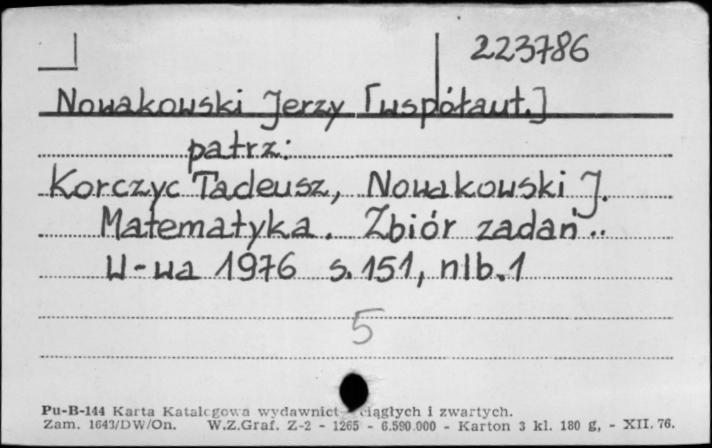 223786
Nowakowski Jerzy [współaut.]
patrz:
Korczyc Tadeusz, Nowakowski J.
Matematyka. Zbiór zadań..
W-wa 1976 s. 151, nlb. 1
5
Pu-B-144 Karta Katalogowa wydawnict ciągłych i zwartych.
Zam. 1643/DW/On. W.Z.Graf. Z-2 - 1265 - 6.590.000 - Karton 3 kl. 180 g, - XII. 76.